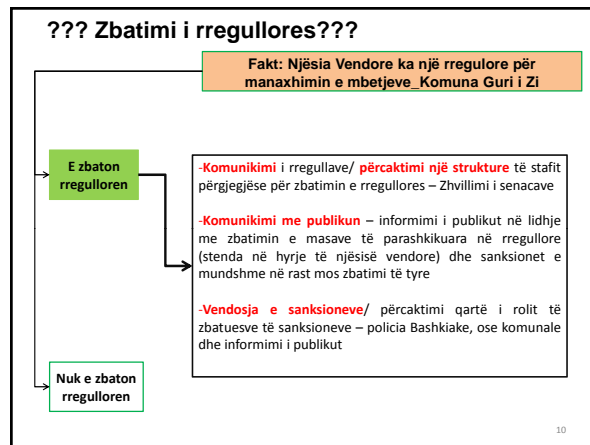 ??? Zbatimi i rregullores???
Fakt: Njësia Vendore ka një rregulore për
manaxhimin e mbetjeve_Komuna Guri i Zi
E zbaton
rregulloren
-Komunikimi i rregullave/ përcaktimi një strukture të stafit
përgjegjëse për zbatimin e rregullores – Zhvillimi i senacave
-Komunikimi me publikun – informimi i publikut në lidhje
me zbatimin e masave të parashkikuara në rregullore
(stenda në hyrje të njësisë vendore) dhe sanksionet e
mundshme në rast mos zbatimi të tyre
-Vendosja e sanksioneve/ përcaktimi qartë i rolit të
zbatuesve të sanksioneve – policia Bashkiake, ose komunale
dhe informimi i publikut
Nuk e zbaton
rregulloren
10